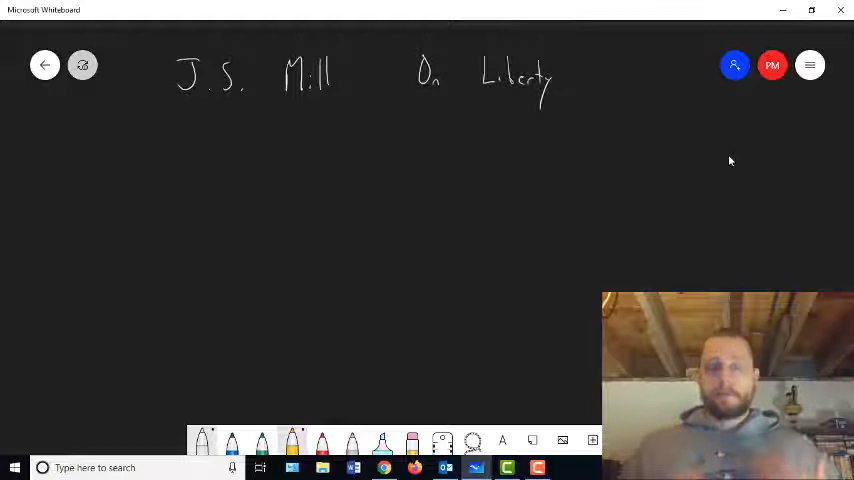 Microsoft Whiteboard
J.S. Mill On Liberty
PM
A
Type here to search